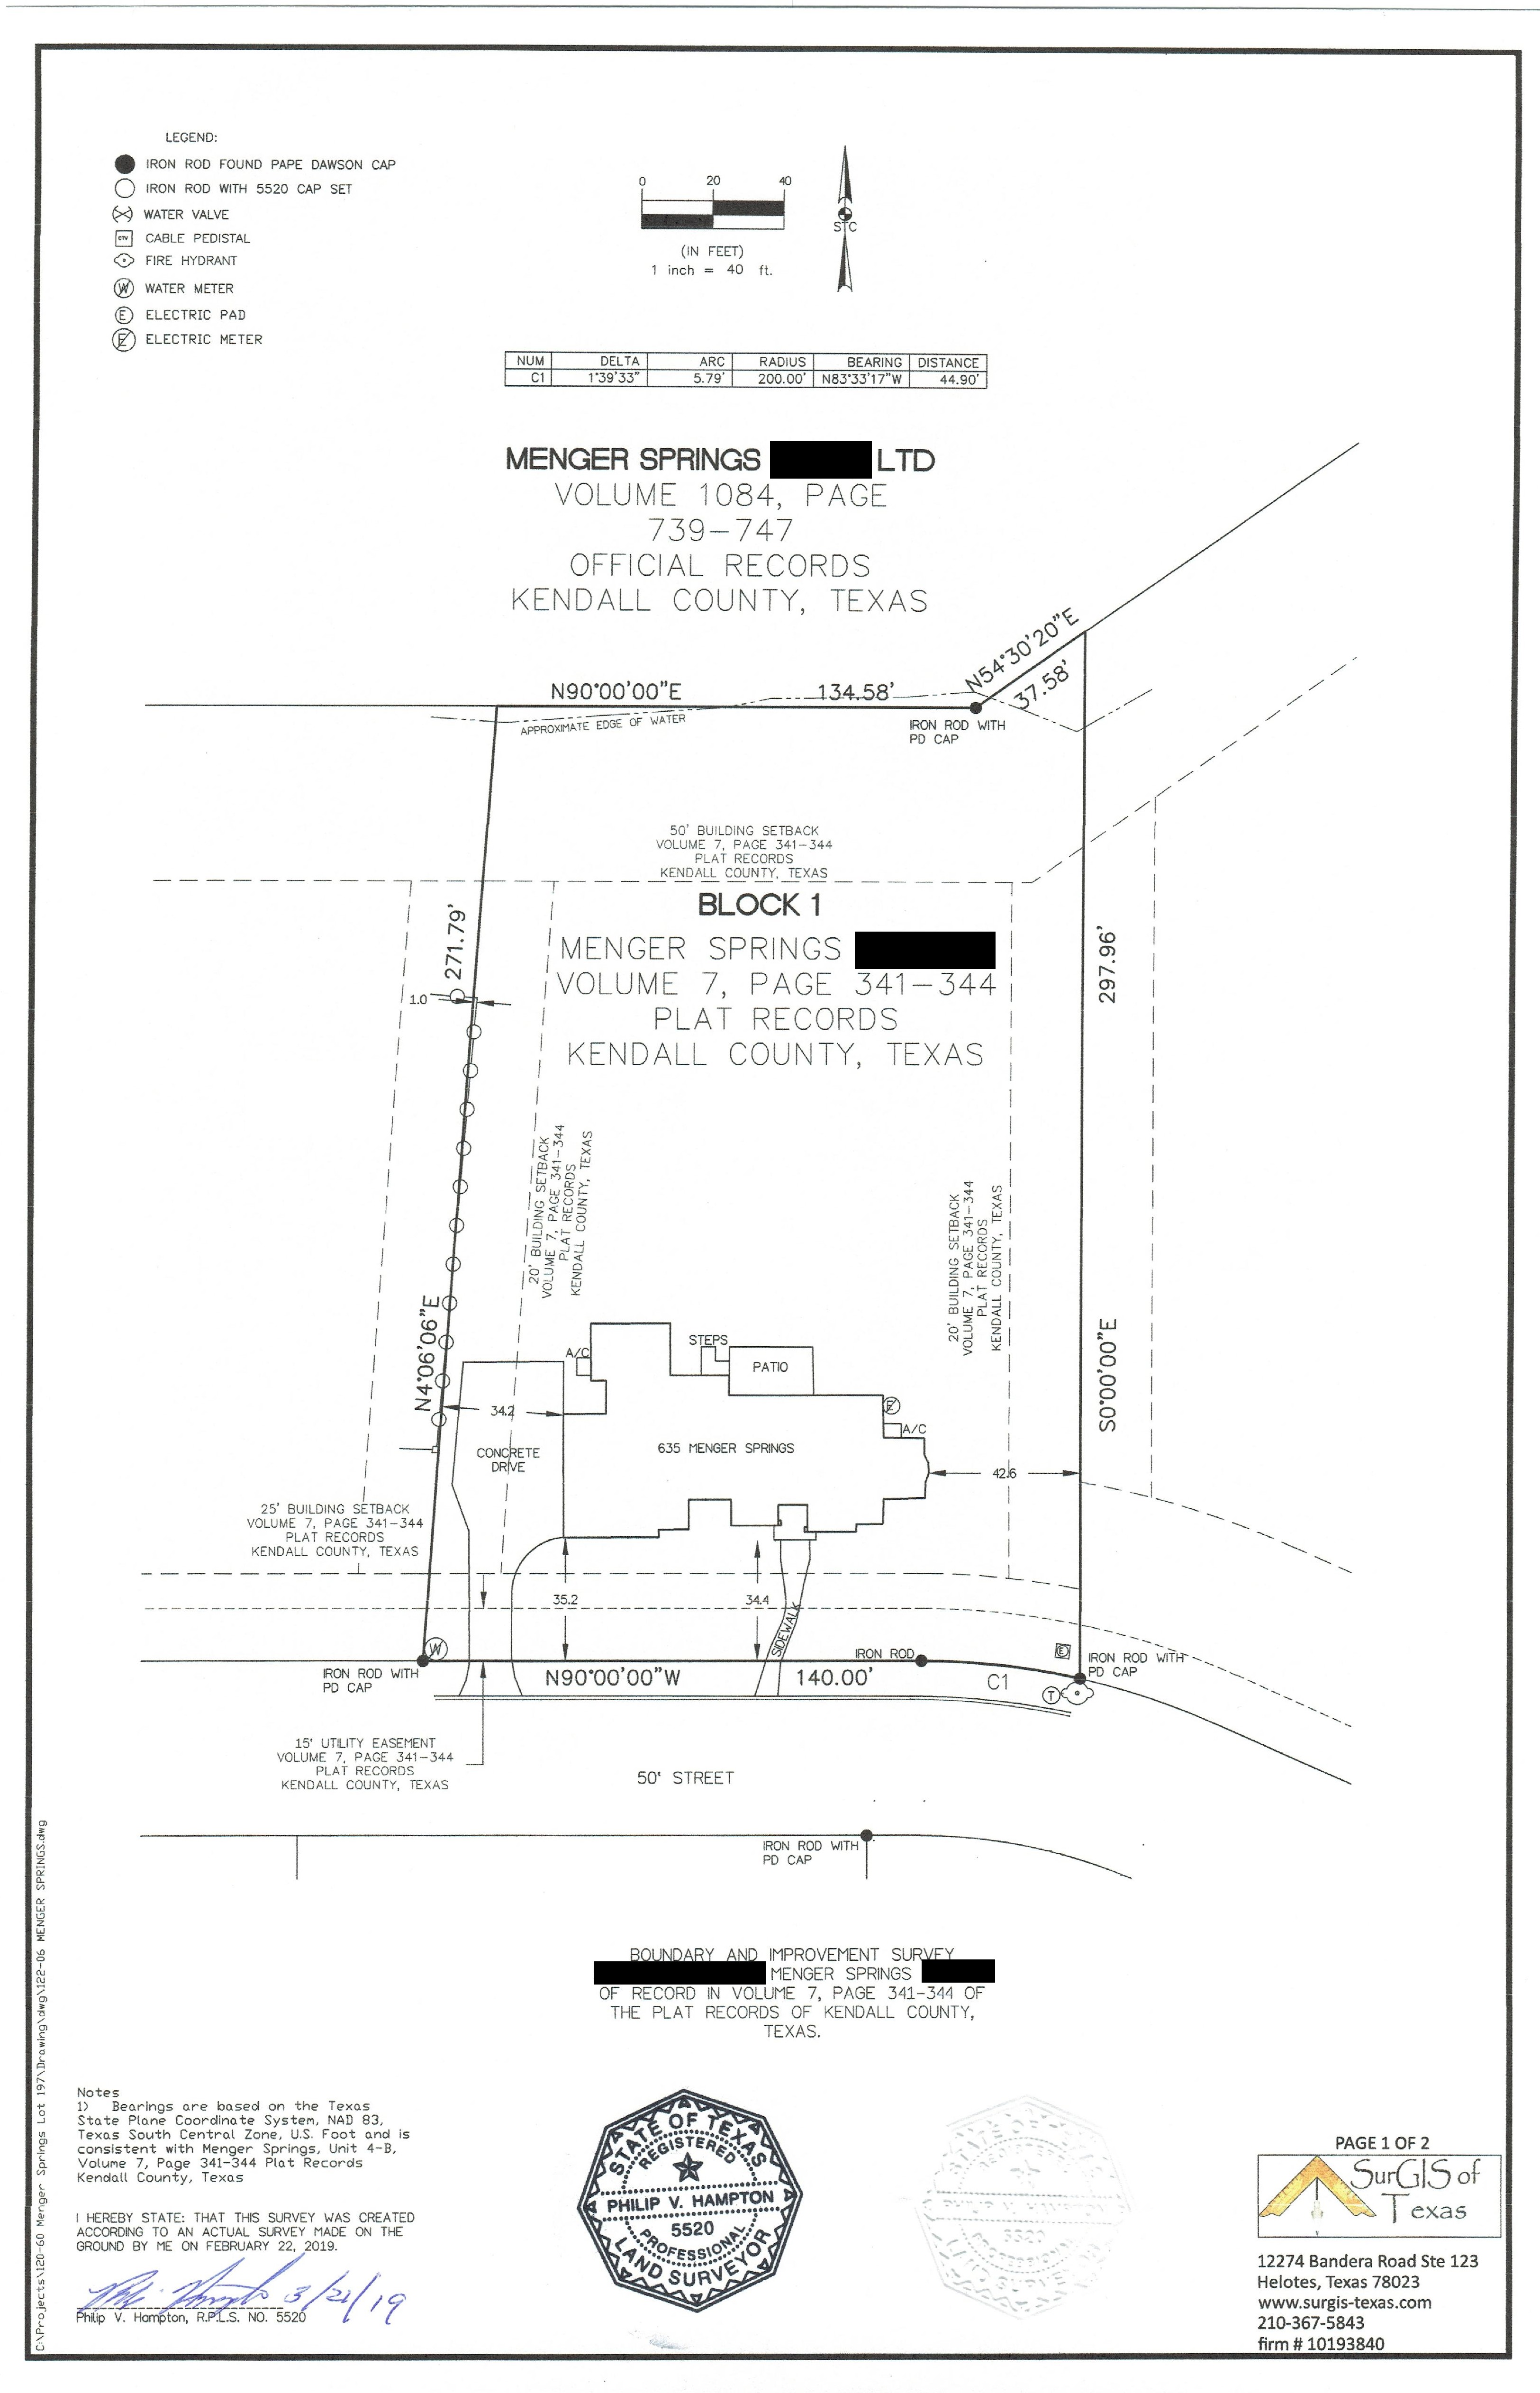 LEGEND:
IRON ROD FOUND PAPE DAWSON CAP
IRON ROD WITH 5520 CAP SET
WATER VALVE
CTV CABLE PEDISTAL
FIRE HYDRANT
W WATER METER
E ELECTRIC PAD
E ELECTRIC METER
0 20 40
(IN FEET)
1 inch = 40 ft.
STC
NUM DELTA ARC RADIUS BEARING DISTANCE
C1 1°39'33" 5.79' 200.00' N83°33'17"W 44.90'
MENGER SPRINGS LTD
VOLUME 1084, PAGE
739-747
OFFICIAL RECORDS
KENDALL COUNTY, TEXAS
N54°30'20"E
37.58'
N90°00'00"E 134.58'
APPROXIMATE EDGE OF WATER
IRON ROD WITH
PD CAP
50' BUILDING SETBACK
VOLUME 7, PAGE 341-344
PLAT RECORDS
KENDALL COUNTY, TEXAS
BLOCK 1
MENGER SPRINGS
VOLUME 7, PAGE 341-344
PLAT RECORDS
KENDALL COUNTY, TEXAS
271.79'
1.0
297.96'
20' BUILDING SETBACK
VOLUME 7, PAGE 341-344
PLAT RECORDS
KENDALL COUNTY, TEXAS
20' BUILDING SETBACK
VOLUME 7, PAGE 341-344
PLAT RECORDS
KENDALL COUNTY, TEXAS
N4°06'06"E
S0°00'00"E
A/C
STEPS
PATIO
34.2
E
A/C
CONCRETE
DRIVE
635 MENGER SPRINGS
42.6
25' BUILDING SETBACK
VOLUME 7, PAGE 341-344
PLAT RECORDS
KENDALL COUNTY, TEXAS
35.2
34.4
SIDEWALK
W
IRON ROD WITH
PD CAP
N90°00'00"W 140.00'
IRON ROD
C1
E
IRON ROD WITH
PD CAP
T
15' UTILITY EASEMENT
VOLUME 7, PAGE 341-344
PLAT RECORDS
KENDALL COUNTY, TEXAS
50' STREET
IRON ROD WITH
PD CAP
BOUNDARY AND IMPROVEMENT SURVEY
MENGER SPRINGS
OF RECORD IN VOLUME 7, PAGE 341-344 OF
THE PLAT RECORDS OF KENDALL COUNTY,
TEXAS.
C:\Projects\120-60 Menger Springs Lot 197\Drawing\dwg\122-06 MENGER SPRINGS.dwg
Notes
1) Bearings are based on the Texas
State Plane Coordinate System, NAD 83,
Texas South Central Zone, U.S. Foot and is
consistent with Menger Springs, Unit 4-B,
Volume 7, Page 341-344 Plat Records
Kendall County, Texas
I HEREBY STATE: THAT THIS SURVEY WAS CREATED
ACCORDING TO AN ACTUAL SURVEY MADE ON THE
GROUND BY ME ON FEBRUARY 22, 2019.
3/21/19
Philip V. Hampton, R.P.L.S. NO. 5520
STATE OF TEXAS
REGISTERED
PHILIP V. HAMPTON
5520
PROFESSIONAL
LAND SURVEYOR
PHILIP V. HAMPTON
5520
PAGE 1 OF 2
SurGIS of
Texas
12274 Bandera Road Ste 123
Helotes, Texas 78023
www.surgis-texas.com
210-367-5843
firm # 10193840